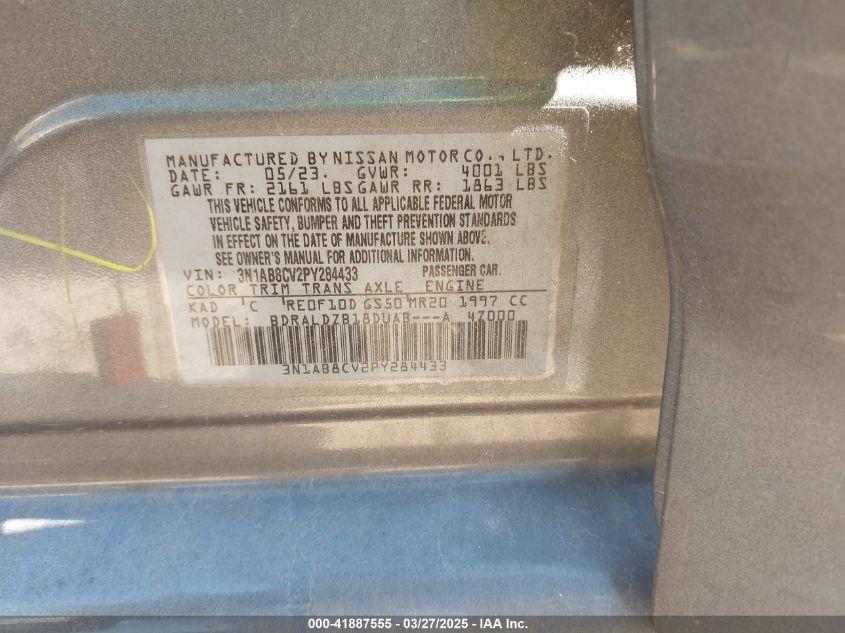 MANUFACTURED BY NISSAN MOTOR CO., LTD.
DATE: 05/23. GVWR: 4001 LBS
GAWR FR: 2161 LBS GAWR RR: 1863 LBS
THIS VEHICLE CONFORMS TO ALL APPLICABLE FEDERAL MOTOR
VEHICLE SAFETY, BUMPER AND THEFT PREVENTION STANDARDS
IN EFFECT ON THE DATE OF MANUFACTURE SHOWN ABOVE.
SEE OWNER'S MANUAL FOR ADDITIONAL INFORMATION.
VIN: 3N1AB8CV2PY284433 PASSENGER CAR.
COLOR TRIM TRANS AXLE ENGINE
KAD C RE0F10D GS50 MR20 1997 CC
MODEL: BDRALDZB18DUAB---A 4Z000
3N1AB8CV2PY284433
000-41887555 | 03/27/2025 - IAA Inc.